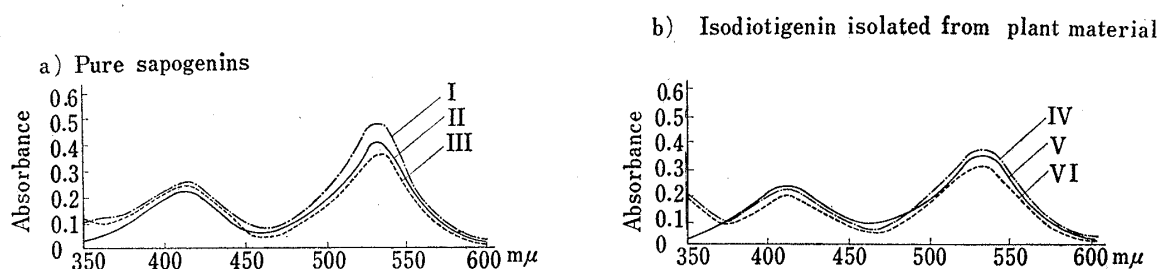 a) Pure sapogenins
Absorbance
0.6
0.5
0.4
0.3
0.2
0.1
0
350 400 450 500 550 600 mμ
I
II
III
b) Isodiotigenin isolated from plant material
Absorbance
0.6
0.5
0.4
0.3
0.2
0.1
0
350 400 450 500 550 600 mμ
IV
V
VI